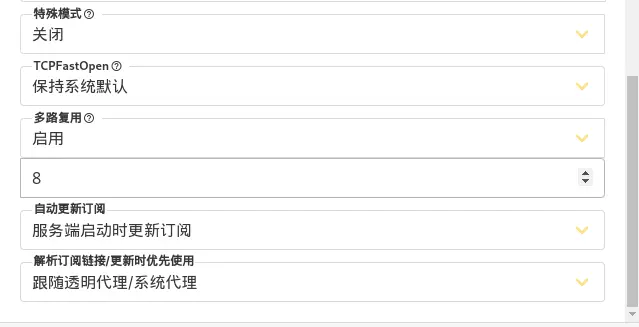 特殊模式
关闭
TCPFastOpen
保持系统默认
多路复用
启用
8
自动更新订阅
服务端启动时更新订阅
解析订阅链接/更新时优先使用
跟随透明代理/系统代理